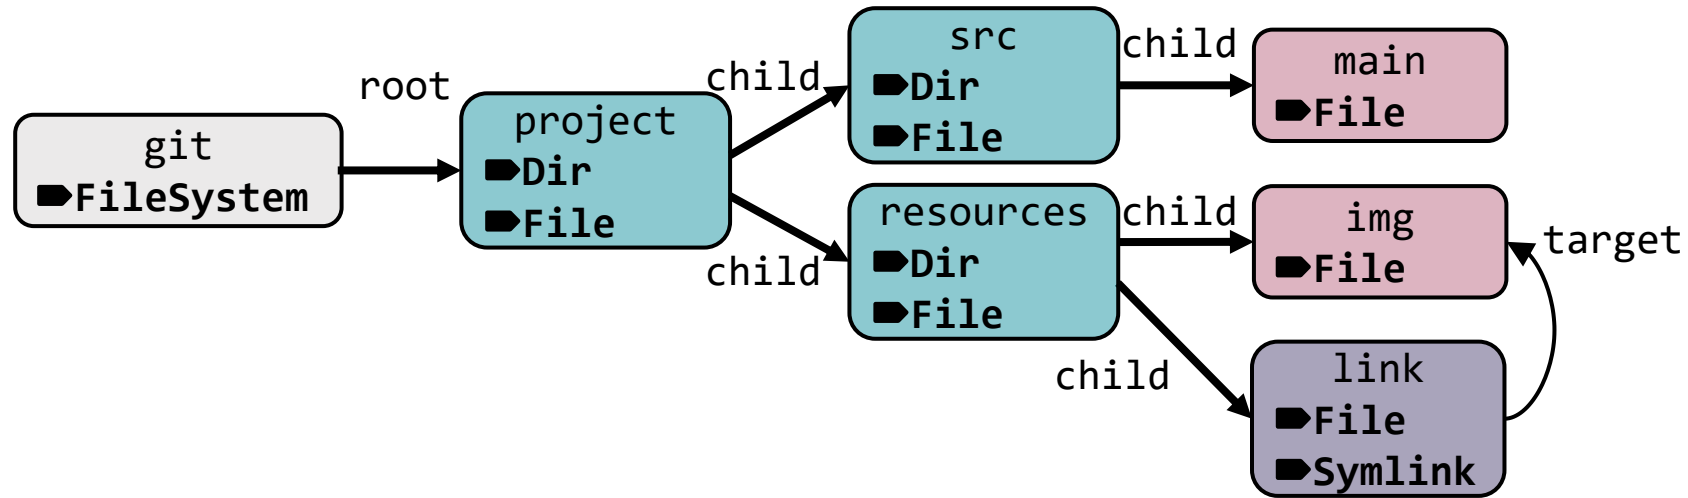 git
FileSystem
root
project
Dir
File
child
child
src
Dir
File
child
main
File
resources
Dir
File
child
child
img
File
target
link
File
Symlink